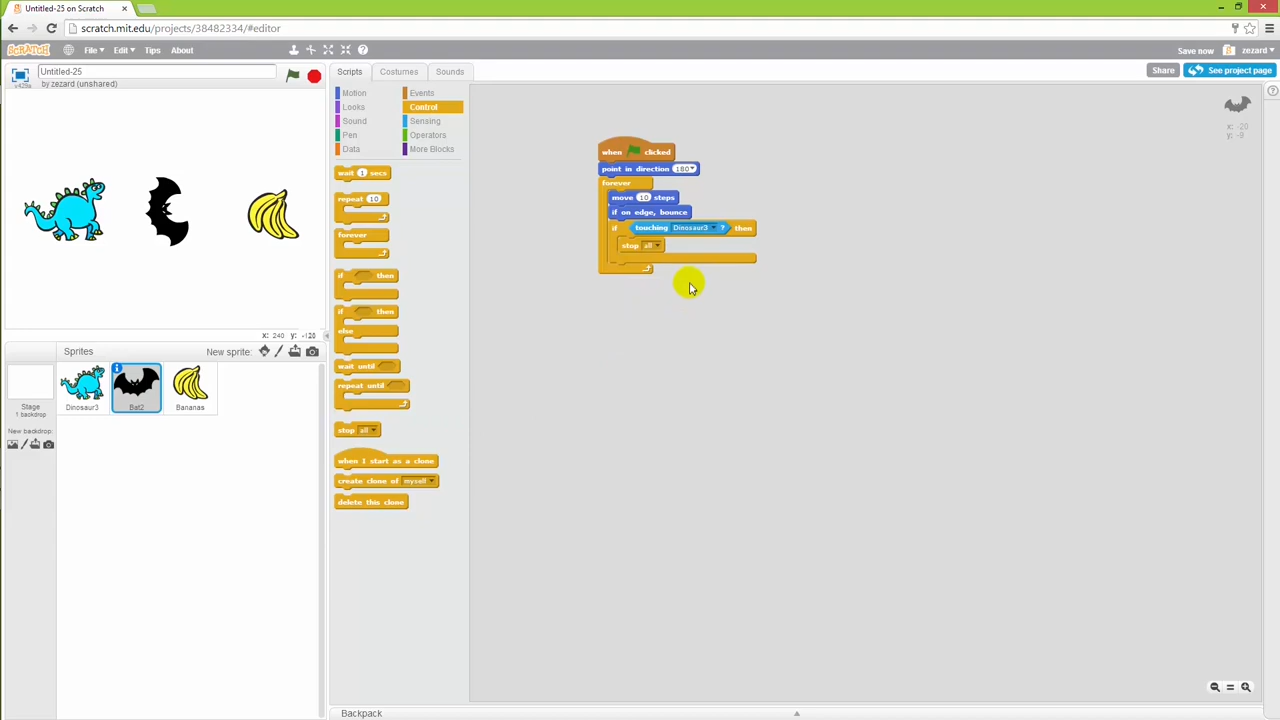 Untitled-25 on Scratch
scratch.mit.edu/projects/38482334/#editor
SCRATCH File Edit Tips About Save now zezard
Untitled-25
by zezard (unshared)
v429a
Scripts Costumes Sounds
Share See project page
Motion Events
Looks Control
Sound Sensing
Pen Operators
Data More Blocks
wait 1 secs
repeat 10
forever
if then
if then
else
wait until
repeat until
stop all
when I start as a clone
create clone of myself
delete this clone
when clicked
point in direction 180
forever
move 10 steps
if on edge, bounce
if touching Dinosaur3 ? then
stop all
x: -20
y: -9
x: 240 y: -126
Sprites New sprite:
Dinosaur3 Bat2 Bananas
Stage
1 backdrop
New backdrop:
Backpack